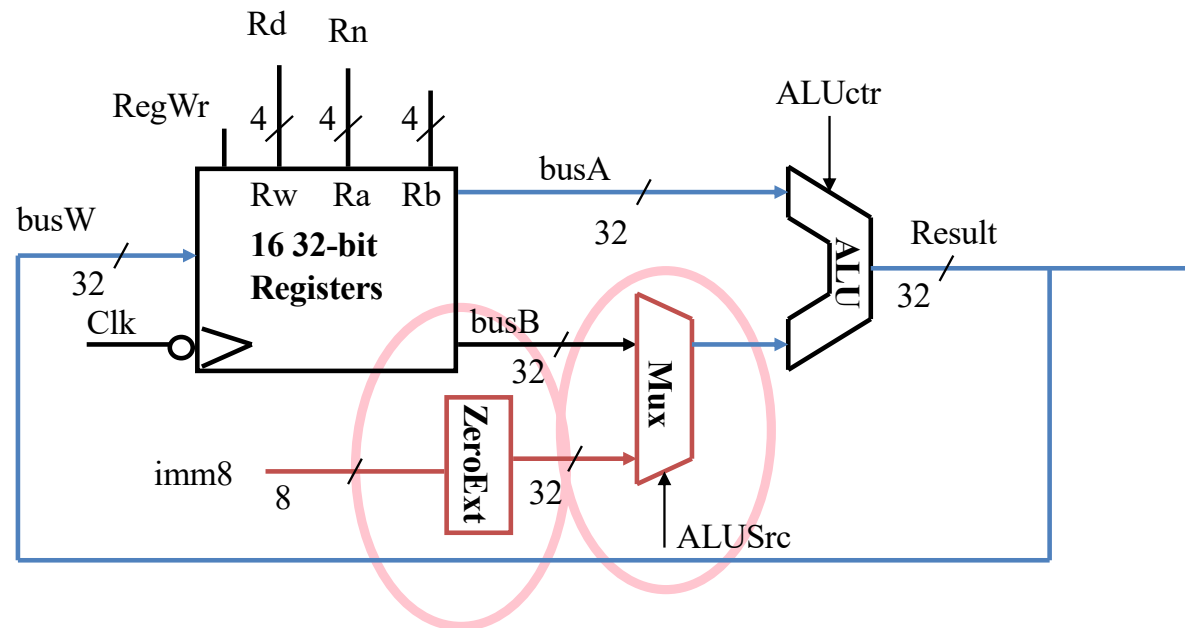 Rd
Rn
RegWr
4
4
4
ALUctr
busW
32
Rw
Ra
Rb
16 32-bit
Registers
busA
32
ALU
Result
32
Clk
busB
32
Mux
ZeroExt
imm8
8
32
ALUSrc